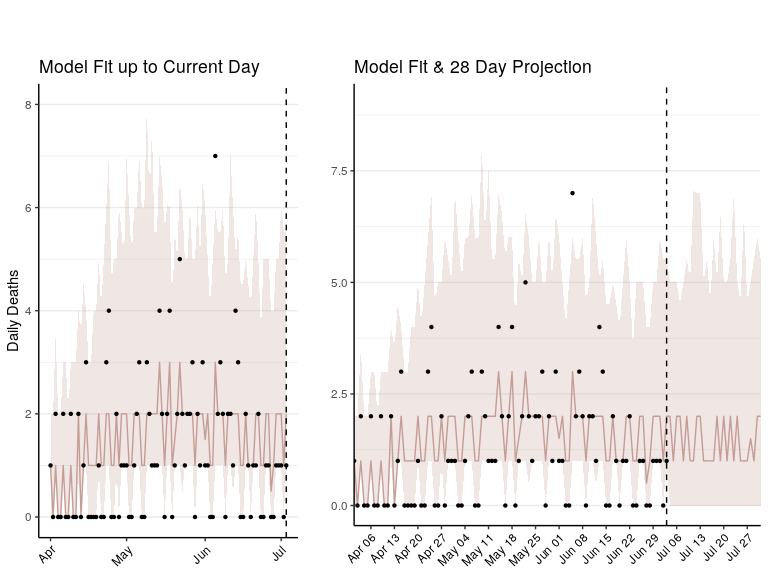 Model Fit up to Current Day
Model Fit & 28 Day Projection
Daily Deaths
8
6
4
2
0
Apr
May
Jun
Jul
7.5
5.0
2.5
0.0
Apr 06
Apr 13
Apr 20
Apr 27
May 04
May 11
May 18
May 25
Jun 01
Jun 08
Jun 15
Jun 22
Jun 29
Jul 06
Jul 13
Jul 20
Jul 27